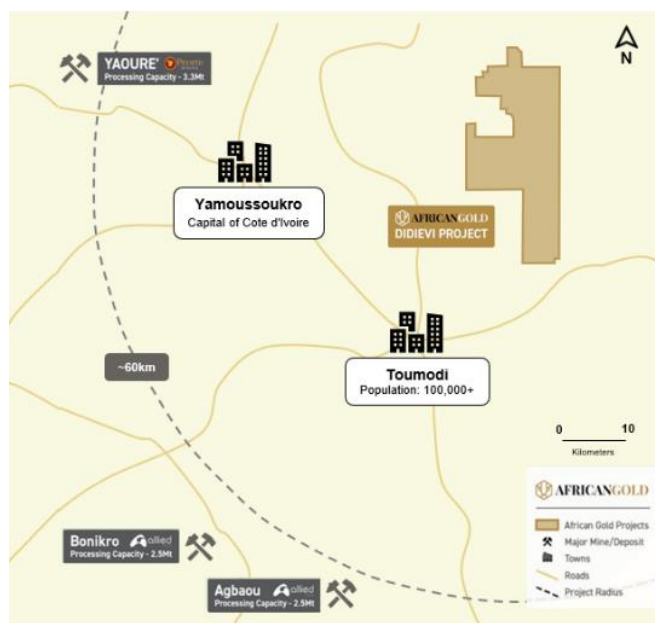 YAOURE'
Perseus
Processing Capacity - 3.3Mt
N
Yamoussoukro
Capital of Cote d'Ivoire
AFRICANGOLD
DIDIEVI PROJECT
Toumodi
Population: 100,000+
~60km
0 10
Kilometers
Bonikro allied
Processing Capacity - 2.5Mt
Agbaou allied
Processing Capacity - 2.5Mt
AFRICANGOLD
African Gold Projects
Major Mine/Deposit
Towns
Roads
Project Radius